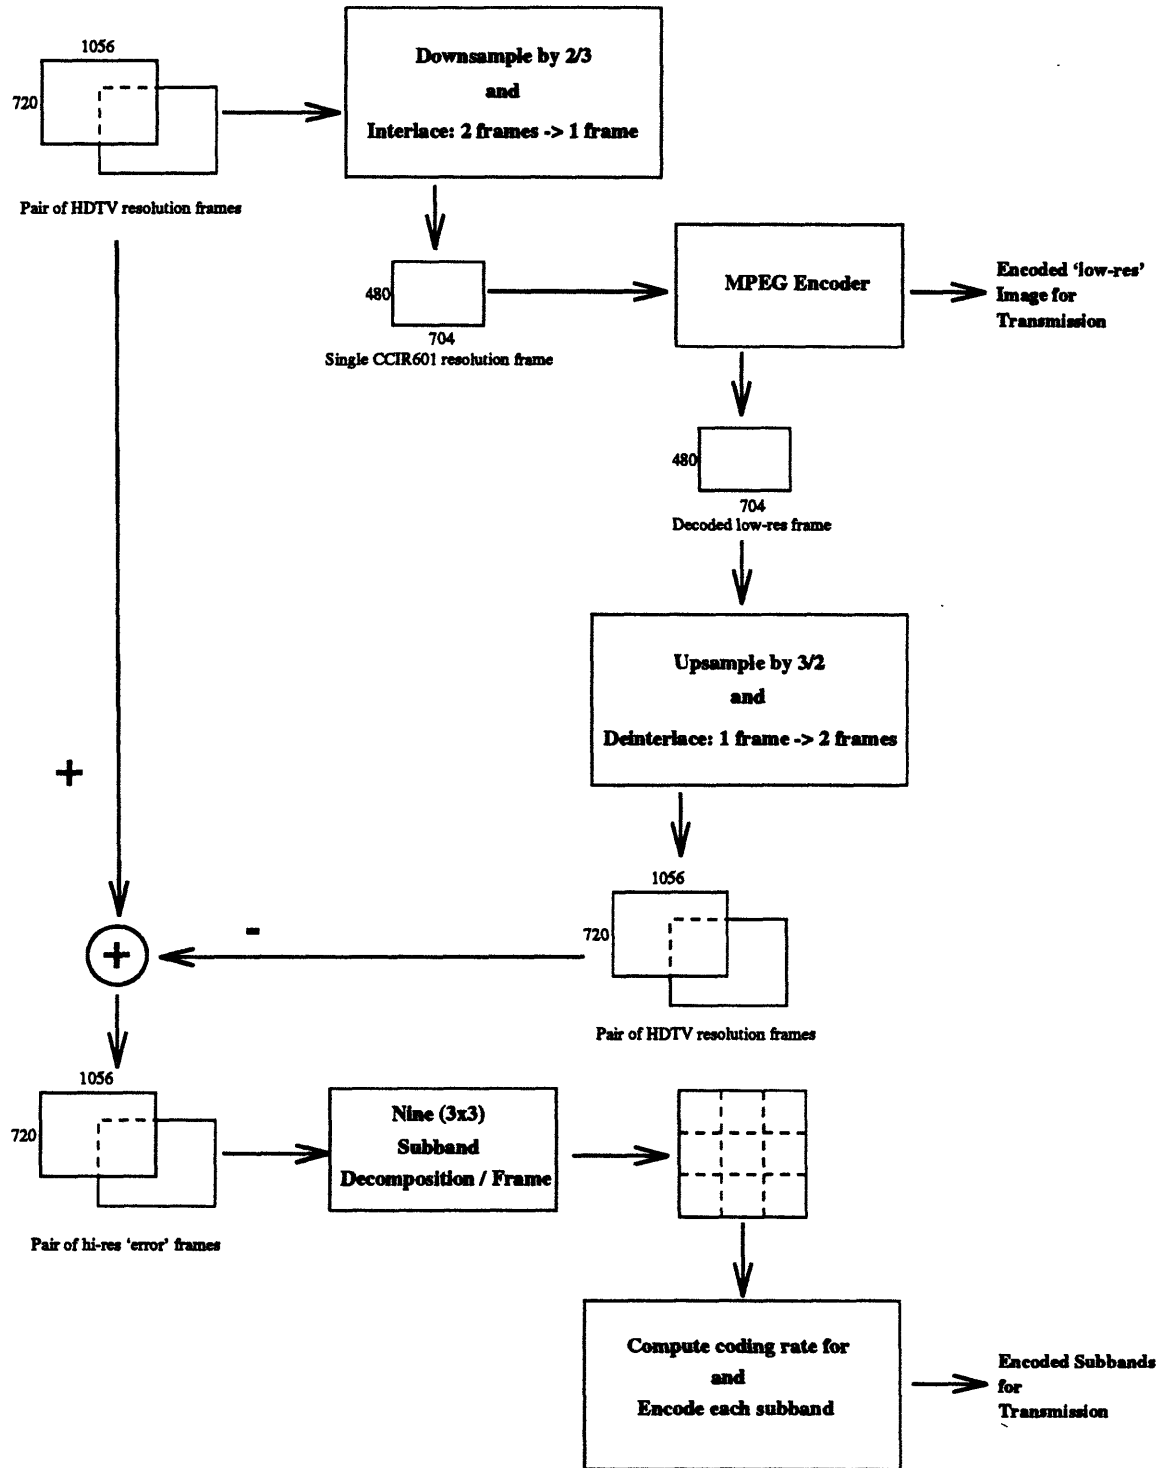 1056
720
Pair of HDTV resolution frames
Downsample by 2/3
and
Interlace: 2 frames -> 1 frame
480
704
Single CCIR601 resolution frame
MPEG Encoder
Encoded ‘low-res’
Image for
Transmission
480
704
Decoded low-res frame
Upsample by 3/2
and
Deinterlace: 1 frame -> 2 frames
+
1056
720
Pair of HDTV resolution frames
-
+
1056
720
Pair of hi-res ‘error’ frames
Nine (3x3)
Subband
Decomposition / Frame
Compute coding rate for
and
Encode each subband
Encoded Subbands
for
Transmission